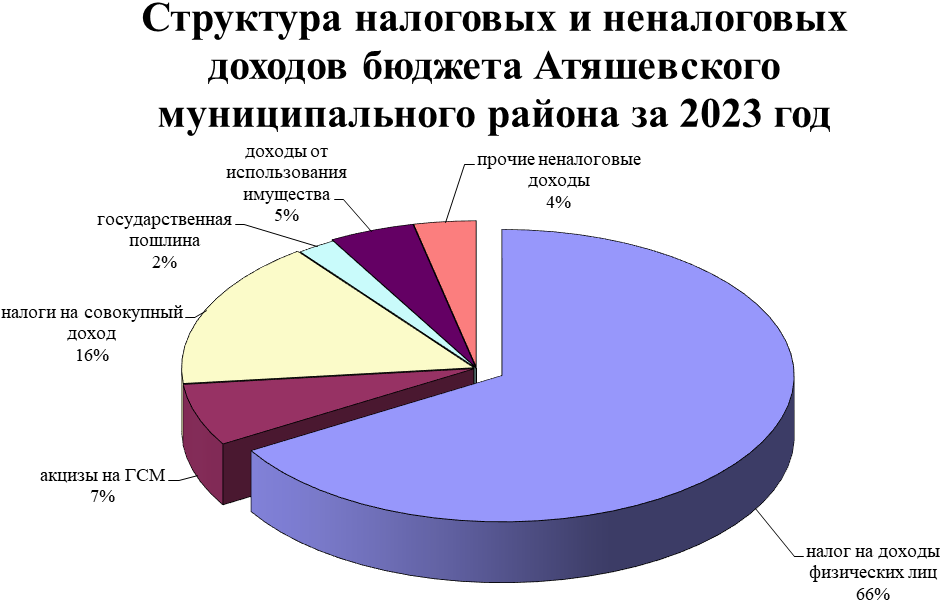 Структура налоговых и неналоговых
доходов бюджета Атяшевского
муниципального района за 2023 год
доходы от
использования
имущества
5%
прочие неналоговые
доходы
4%
государственная
пошлина
2%
налоги на совокупный
доход
16%
акцизы на ГСМ
7%
налог на доходы
физических лиц
66%